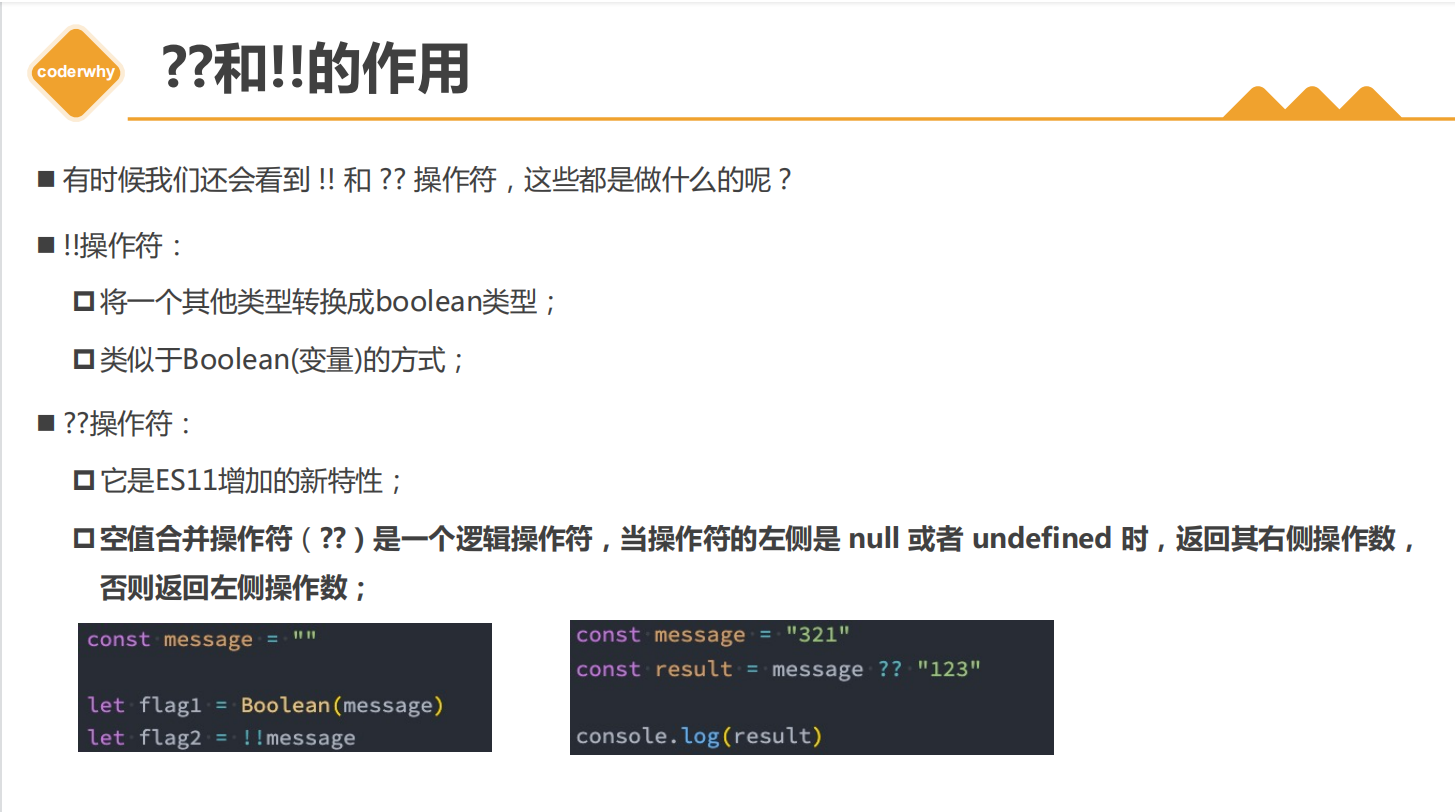 coderwhy
??和!!的作用
有时候我们还会看到 !! 和 ?? 操作符，这些都是做什么的呢？
!!操作符：
将一个其他类型转换成boolean类型；
类似于Boolean(变量)的方式；
??操作符：
它是ES11增加的新特性；
空值合并操作符（??）是一个逻辑操作符，当操作符的左侧是 null 或者 undefined 时，返回其右侧操作数，
否则返回左侧操作数；
const message = ""
let flag1 = Boolean(message)
let flag2 = !!message
const message = "321"
const result = message ?? "123"
console.log(result)